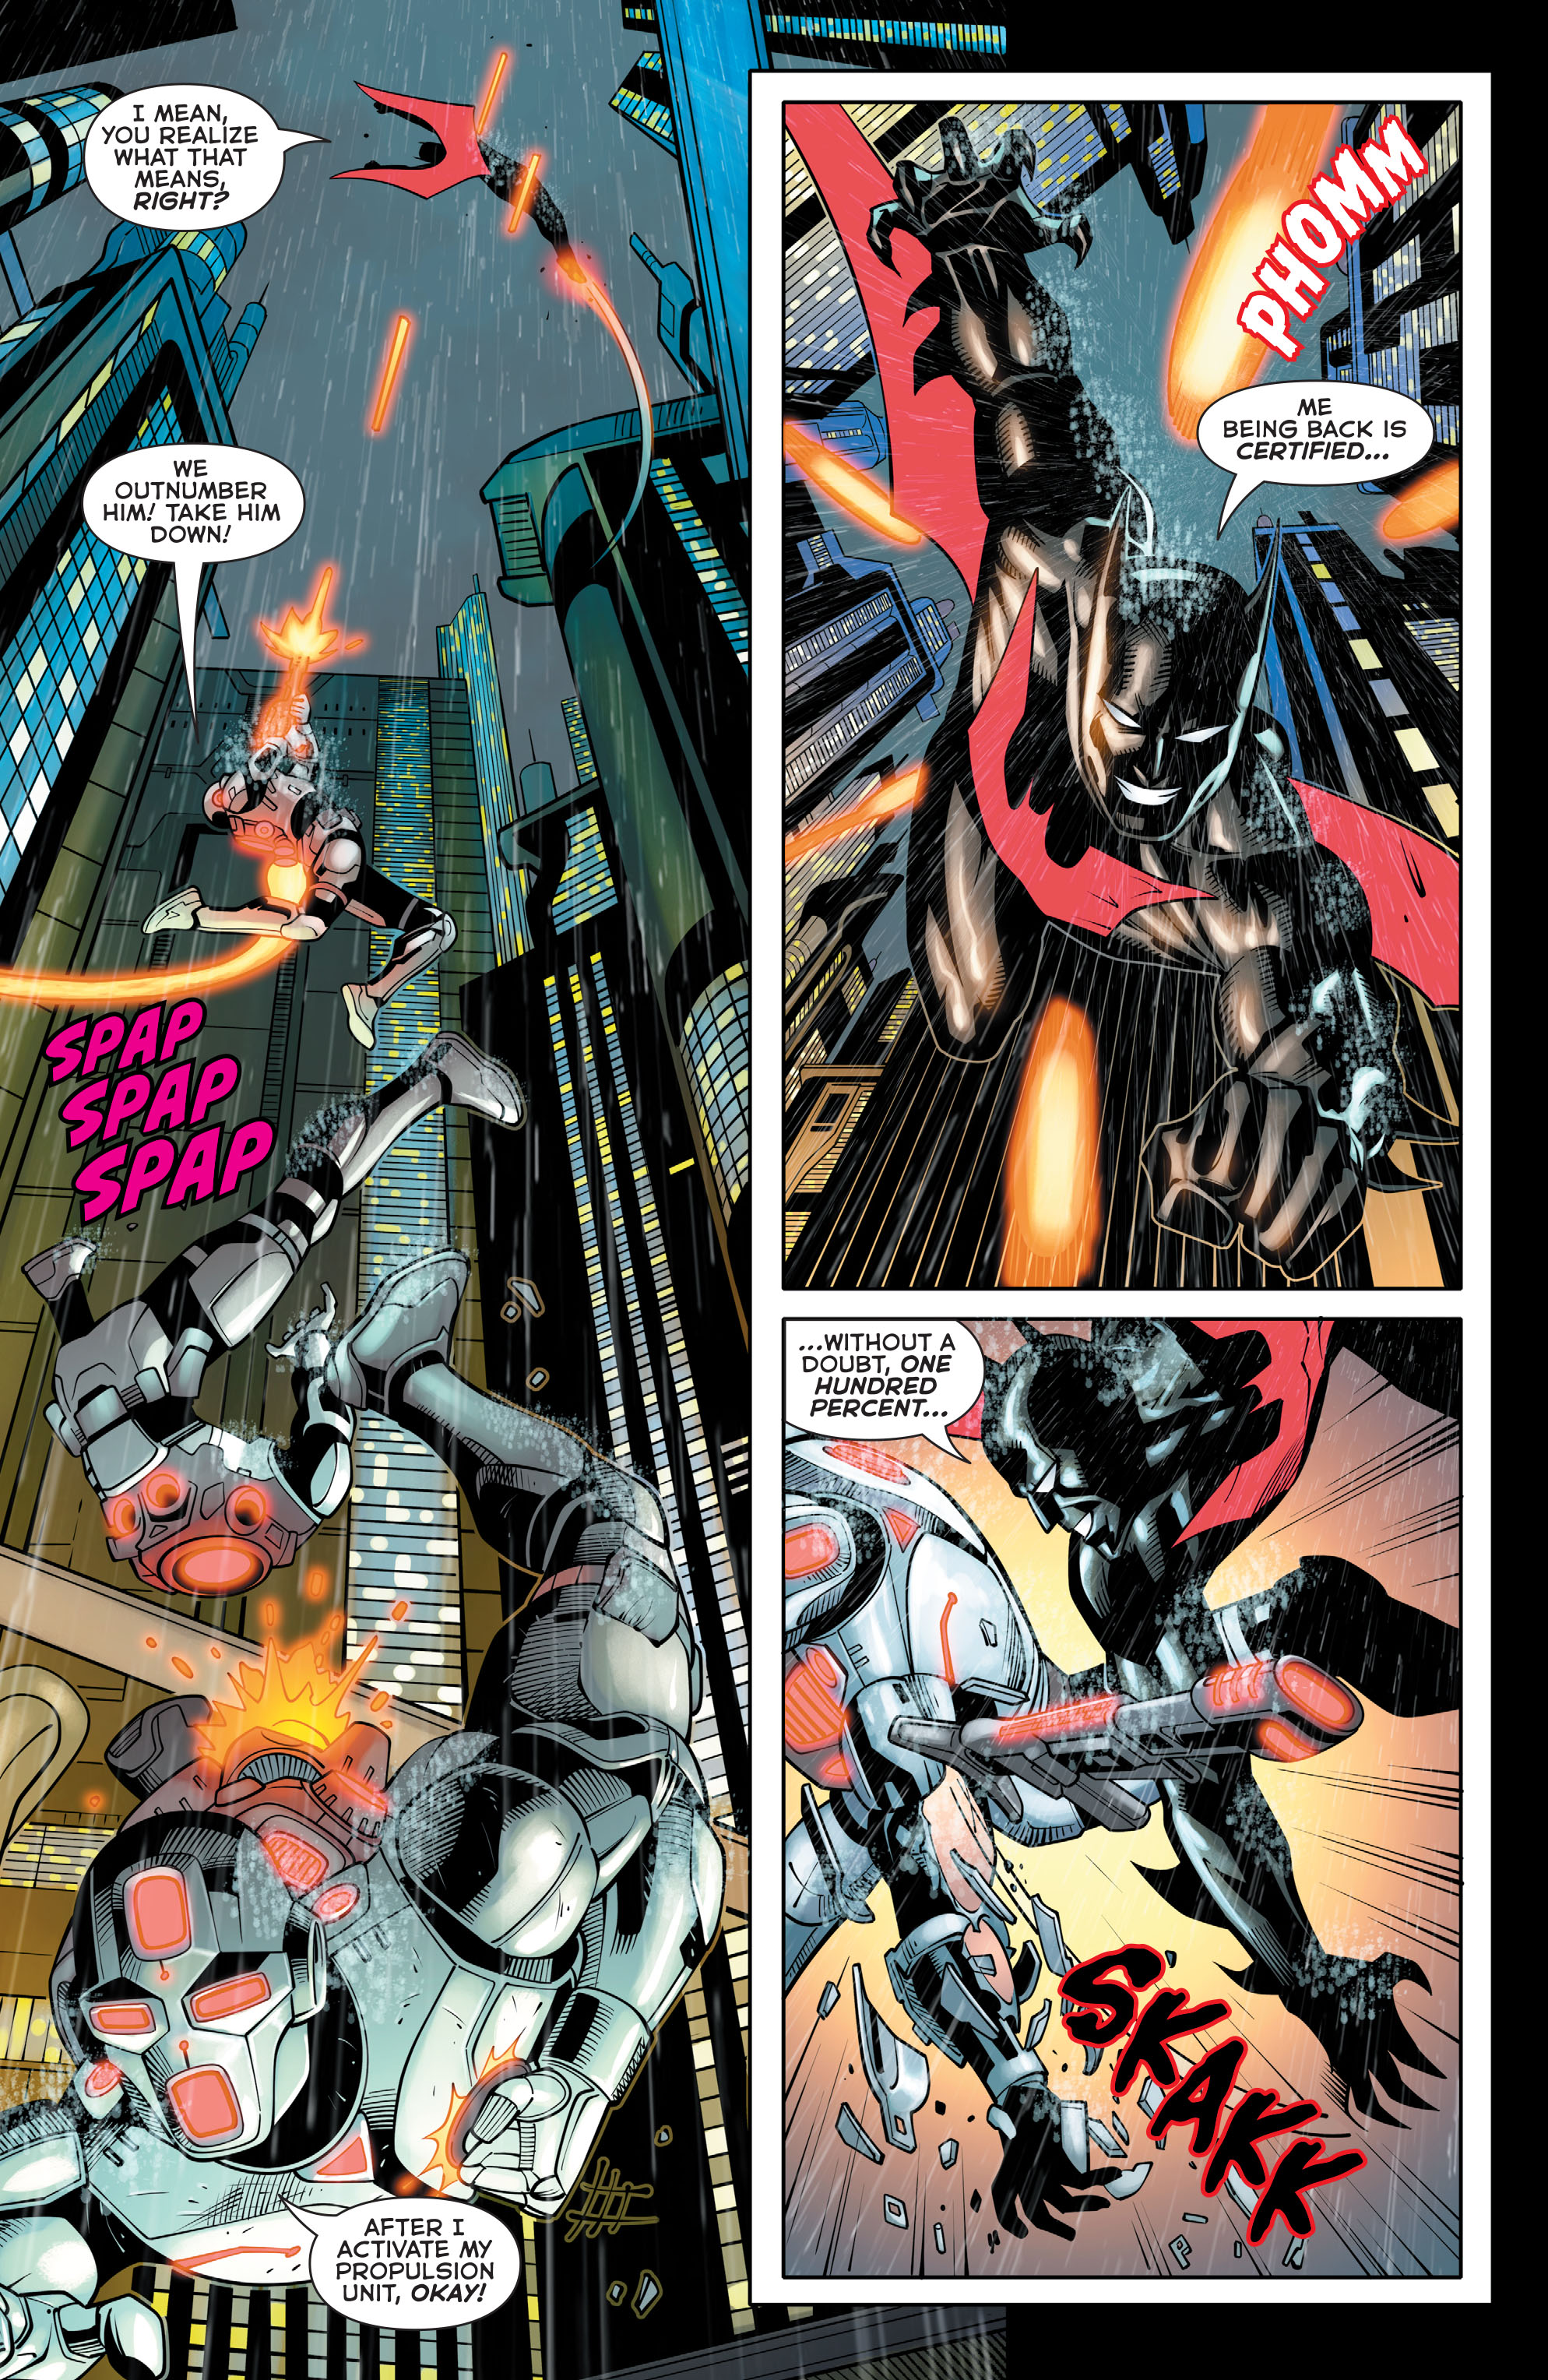 I MEAN,
YOU REALIZE
WHAT THAT
MEANS,
RIGHT?
WE
OUTNUMBER
HIM! TAKE HIM
DOWN!
SPAP
SPAP
SPAP
AFTER I
ACTIVATE MY
PROPULSION
UNIT, OKAY!
PHOMM
ME
BEING BACK IS
CERTIFIED...
...WITHOUT A
DOUBT, ONE
HUNDRED
PERCENT...
SKAKK